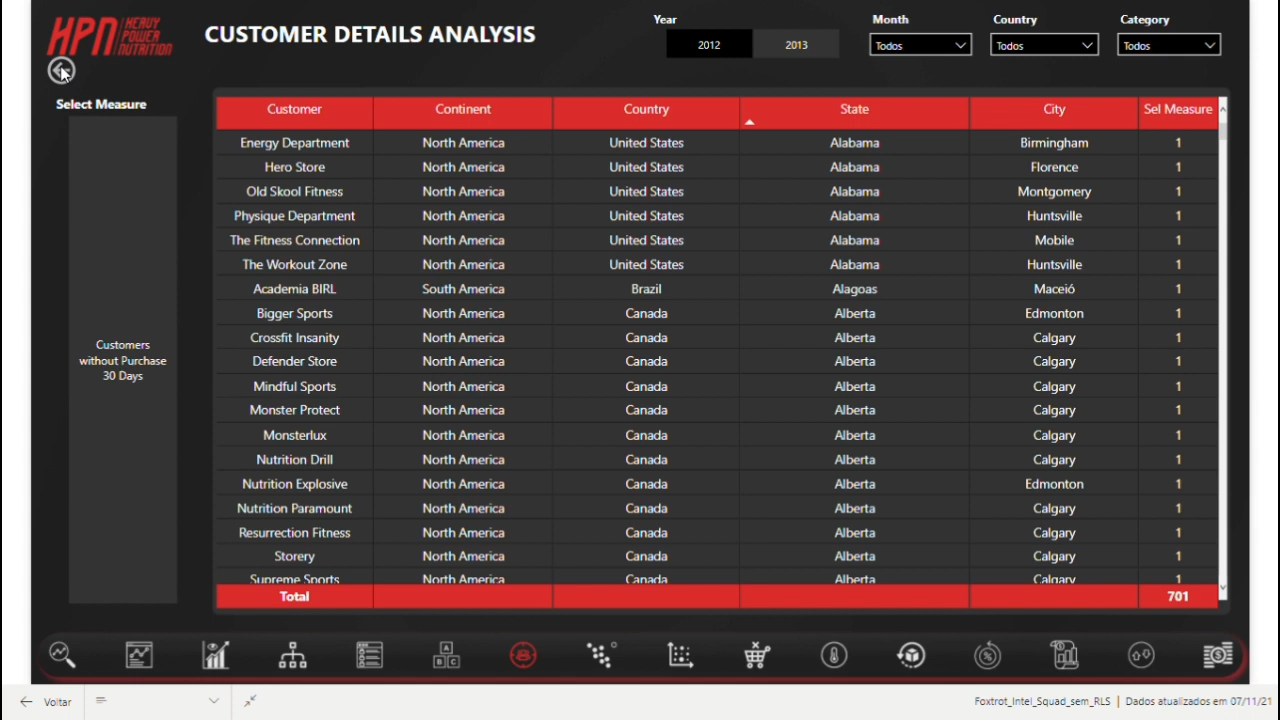 HPN HEAVY
POWER
NUTRITION
CUSTOMER DETAILS ANALYSIS
Year
2012 2013
Month
Todos
Country
Todos
Category
Todos
Select Measure
Customers
without Purchase
30 Days
Customer Continent Country State City Sel Measure
Energy Department North America United States Alabama Birmingham 1
Hero Store North America United States Alabama Florence 1
Old Skool Fitness North America United States Alabama Montgomery 1
Physique Department North America United States Alabama Huntsville 1
The Fitness Connection North America United States Alabama Mobile 1
The Workout Zone North America United States Alabama Huntsville 1
Academia BIRL South America Brazil Alagoas Maceió 1
Bigger Sports North America Canada Alberta Edmonton 1
Crossfit Insanity North America Canada Alberta Calgary 1
Defender Store North America Canada Alberta Calgary 1
Mindful Sports North America Canada Alberta Calgary 1
Monster Protect North America Canada Alberta Calgary 1
Monsterlux North America Canada Alberta Calgary 1
Nutrition Drill North America Canada Alberta Calgary 1
Nutrition Explosive North America Canada Alberta Edmonton 1
Nutrition Paramount North America Canada Alberta Calgary 1
Resurrection Fitness North America Canada Alberta Calgary 1
Storery North America Canada Alberta Calgary 1
Supreme Sports North America Canada Alberta Calgary 1
Total 701
A
B C
Voltar
Foxtrot_Intel_Squad_sem_RLS | Dados atualizados em 07/11/21